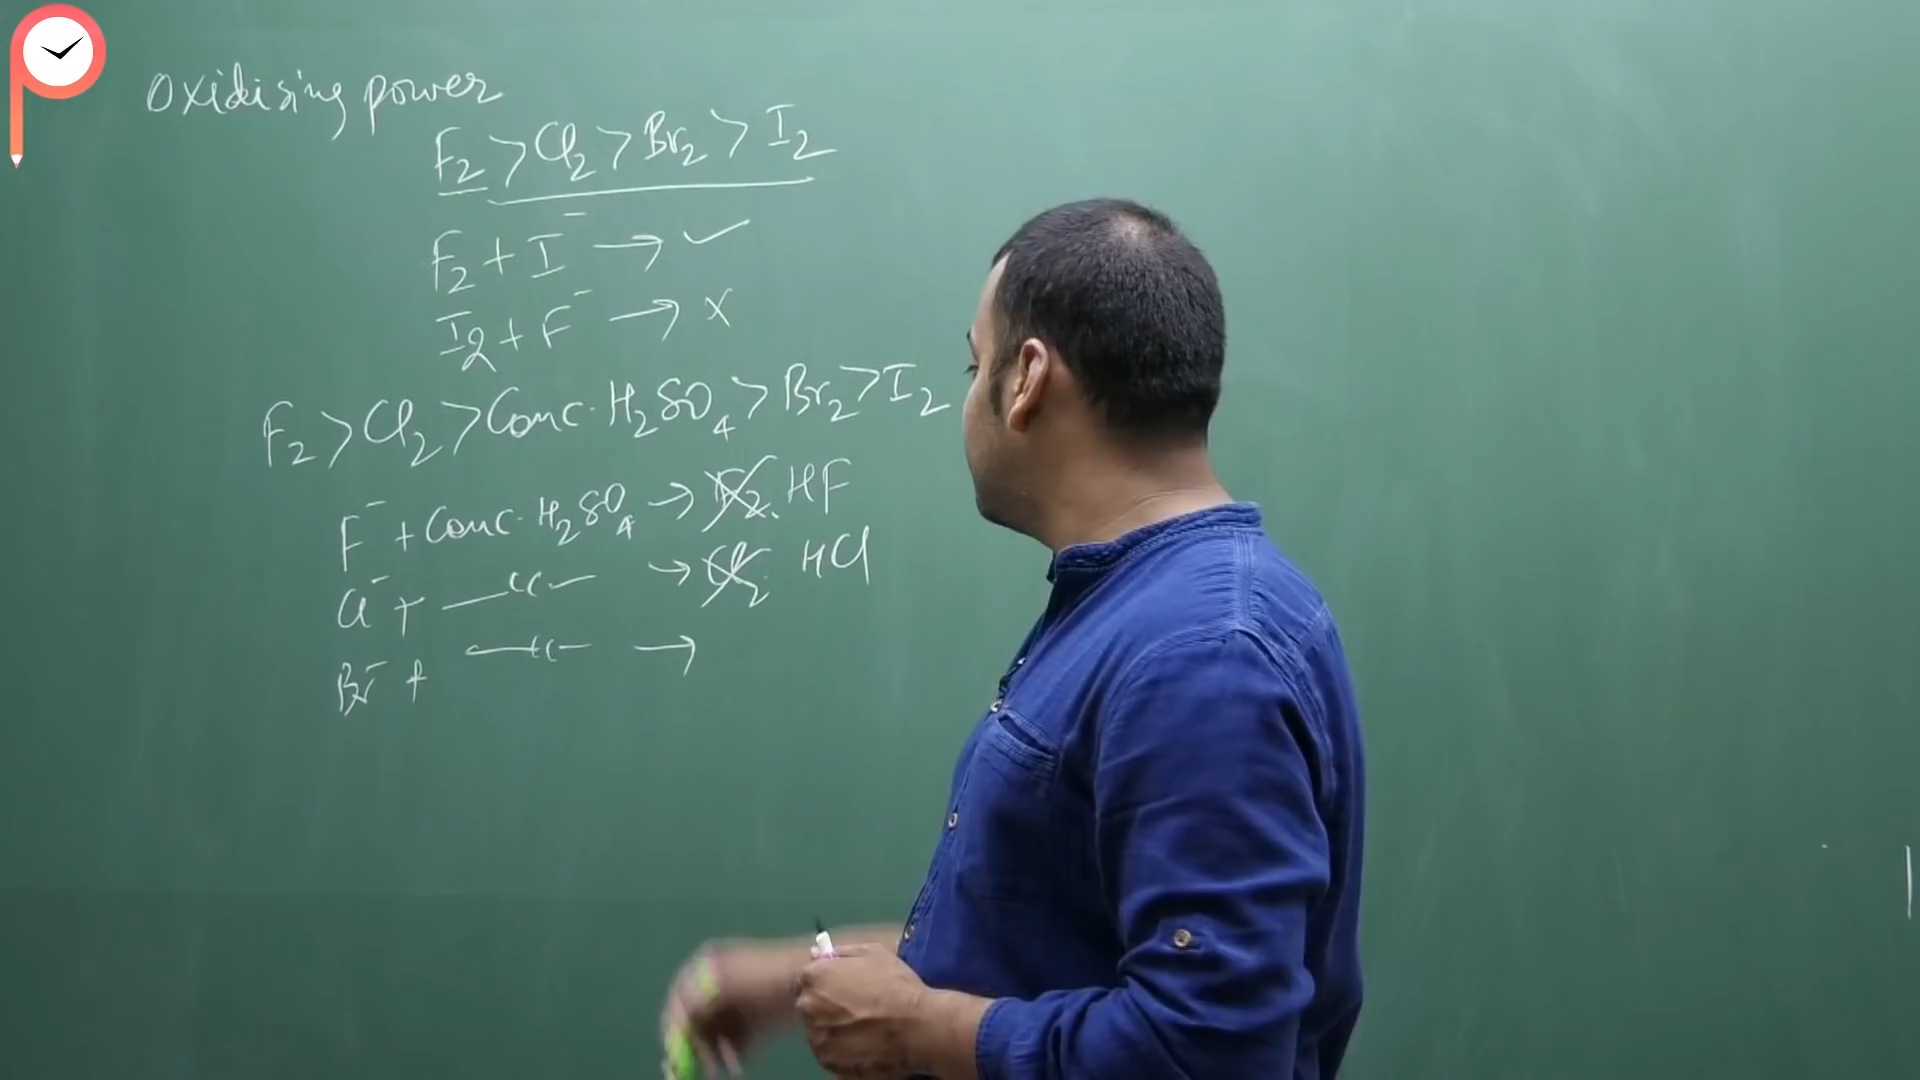 Oxidising power
F₂ > Cl₂ > Br₂ > I₂
F₂ + I⁻ → ✓
I₂ + F⁻ → ×
F₂ > Cl₂ > Conc. H₂SO₄ > Br₂ > I₂
F⁻ + Conc. H₂SO₄ → F₂. HF
Cl⁻ + —〃— → Cl₂. HCl
Br⁻ + —〃— →